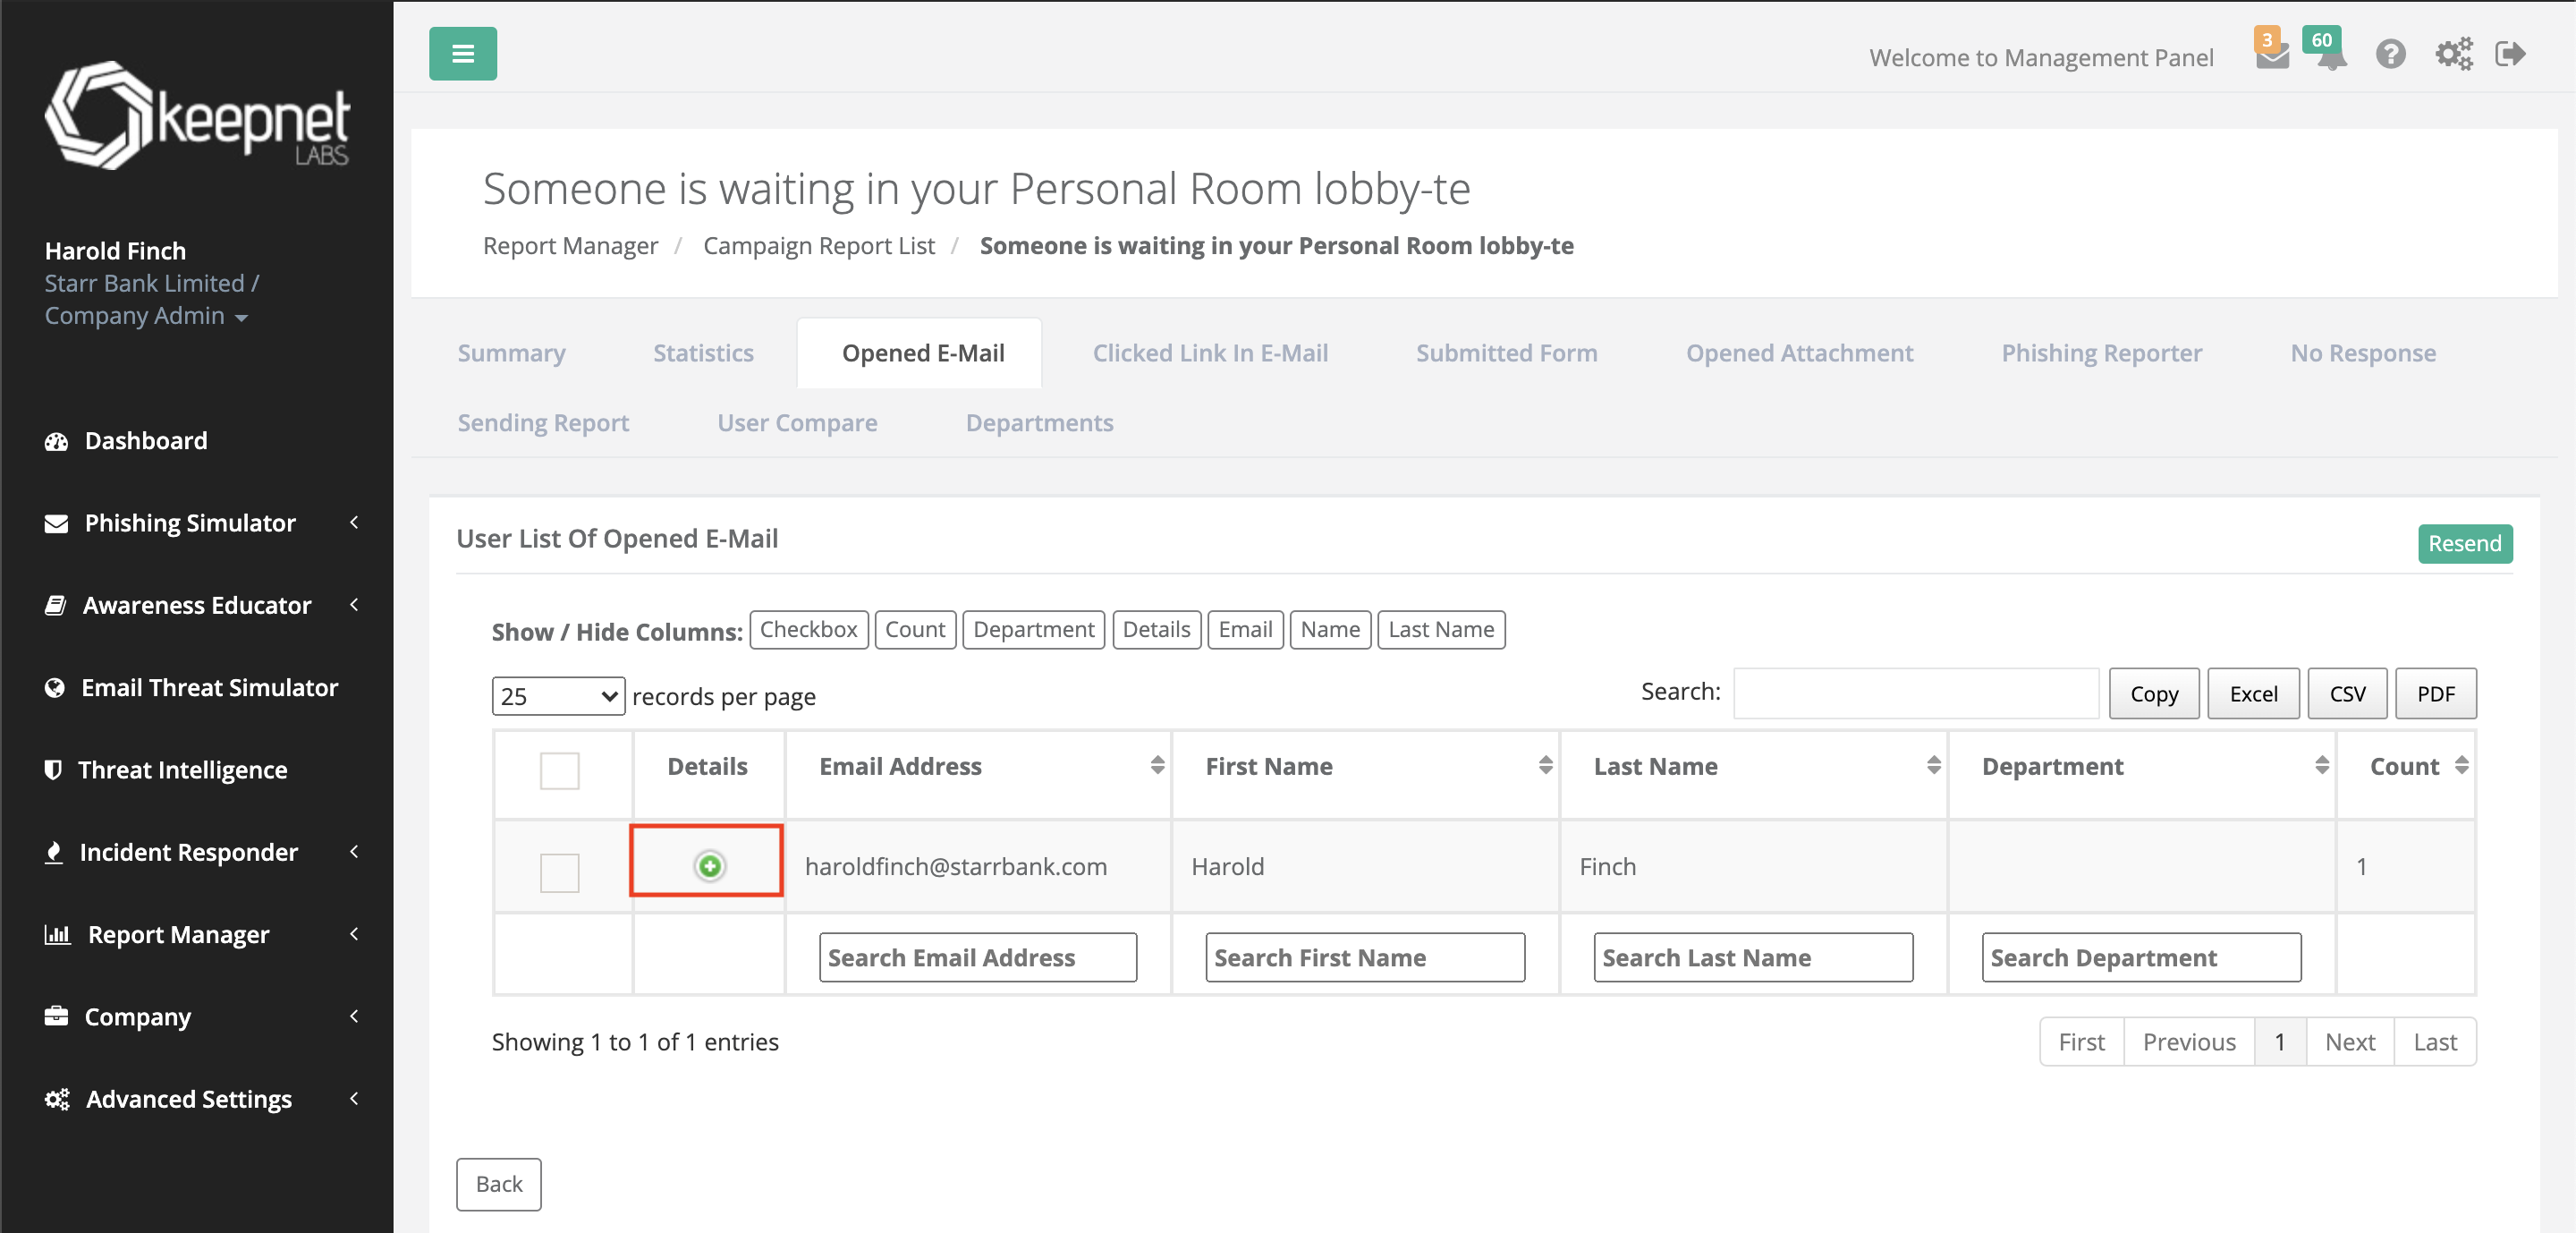 keepnet
LABS
Harold Finch
Starr Bank Limited /
Company Admin
Dashboard
Phishing Simulator
Awareness Educator
Email Threat Simulator
Threat Intelligence
Incident Responder
Report Manager
Company
Advanced Settings
Welcome to Management Panel
3
60
Someone is waiting in your Personal Room lobby-te
Report Manager / Campaign Report List / Someone is waiting in your Personal Room lobby-te
Summary Statistics Opened E-Mail Clicked Link In E-Mail Submitted Form Opened Attachment Phishing Reporter No Response
Sending Report User Compare Departments
User List Of Opened E-Mail
Resend
Show / Hide Columns: Checkbox Count Department Details Email Name Last Name
25 records per page
Search: Copy Excel CSV PDF
Details Email Address First Name Last Name Department Count
haroldfinch@starrbank.com Harold Finch 1
Search Email Address Search First Name Search Last Name Search Department
Showing 1 to 1 of 1 entries
First Previous 1 Next Last
Back